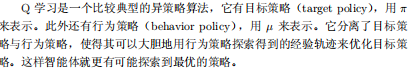 Q 学习是一个比较典型的异策略算法，它有目标策略（target policy），用 π
来表示。此外还有行为策略（behavior policy），用 μ 来表示。它分离了目标策
略与行为策略，使得其可以大胆地用行为策略探索得到的经验轨迹来优化目标策
略。这样智能体就更有可能探索到最优的策略。